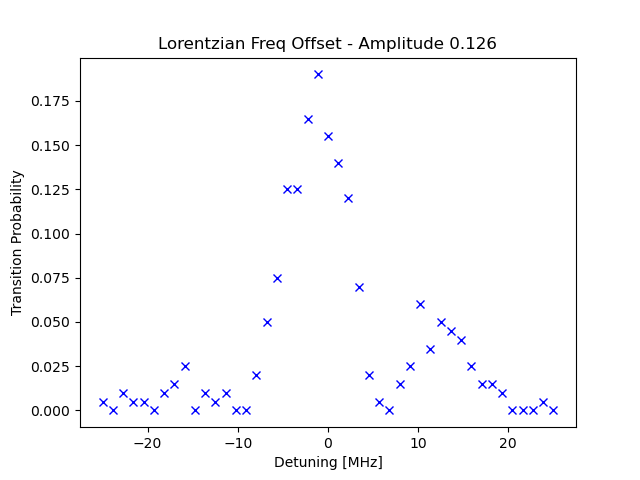 Lorentzian Freq Offset - Amplitude 0.126
Transition Probability
0.175
0.150
0.125
0.100
0.075
0.050
0.025
0.000
−20 −10 0 10 20
Detuning [MHz]